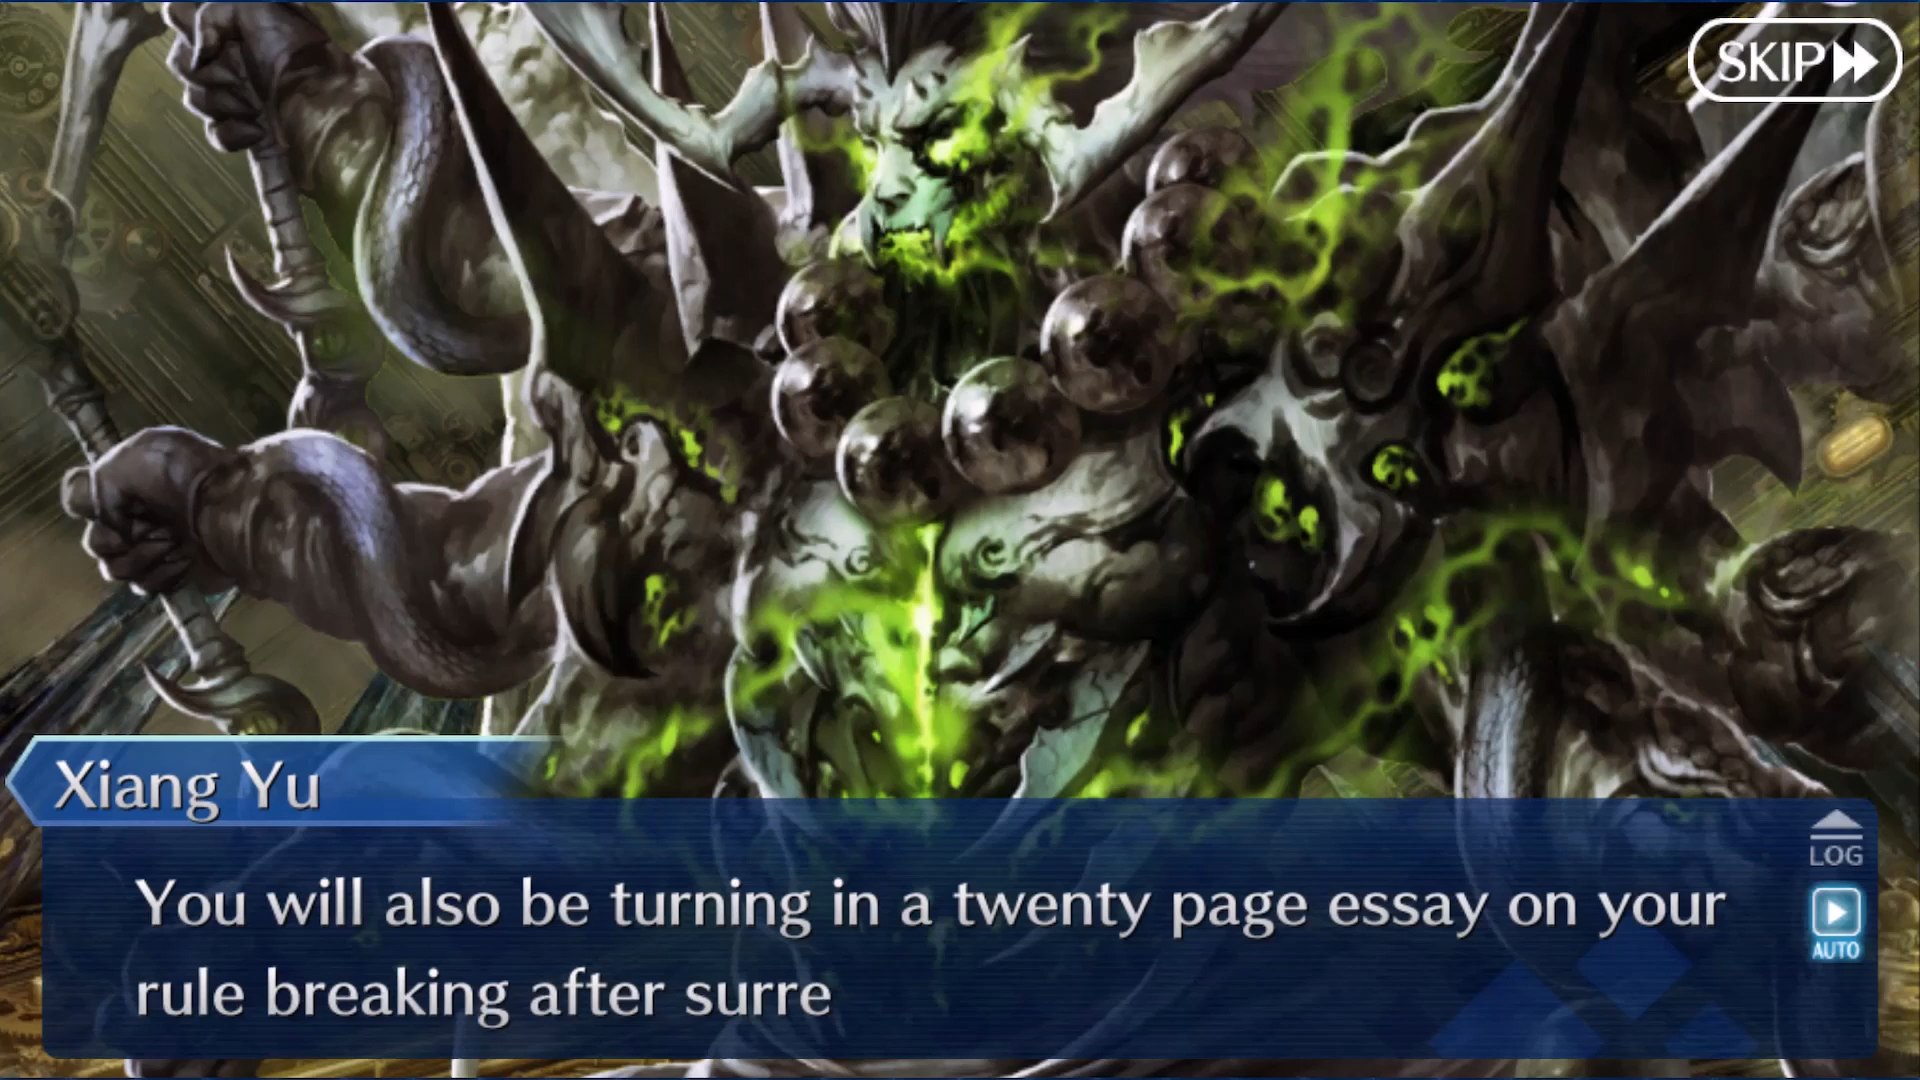 SKIP
Xiang Yu
You will also be turning in a twenty page essay on your
rule breaking after surre
LOG
AUTO